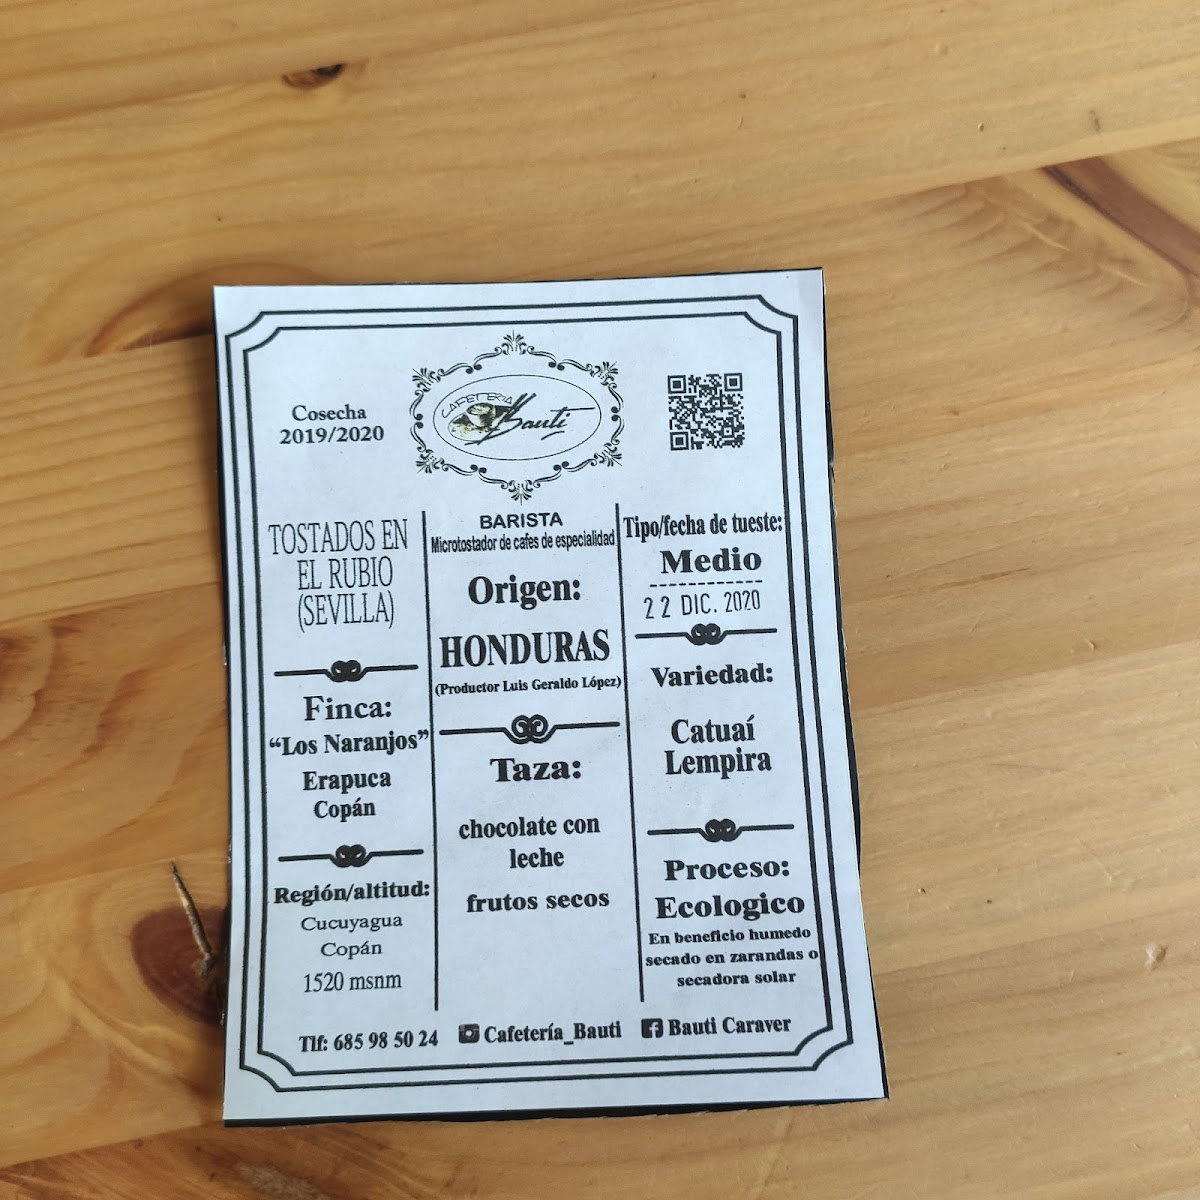 Cosecha
2019/2020
CAFETERIA
Bauti
TOSTADOS EN
EL RUBIO
(SEVILLA)
Finca:
“Los Naranjos”
Erapuca
Copán
Región/altitud:
Cucuyagua
Copán
1520 msnm
BARISTA
Microtostador de cafes de especialidad
Origen:
HONDURAS
(Productor Luis Geraldo López)
Taza:
chocolate con
leche
frutos secos
Tipo/fecha de tueste:
Medio
22 DIC. 2020
Variedad:
Catuaí
Lempira
Proceso:
Ecologico
En beneficio humedo
secado en zarandas o
secadora solar
Tlf: 685 98 50 24 Cafetería_Bauti Bauti Caraver